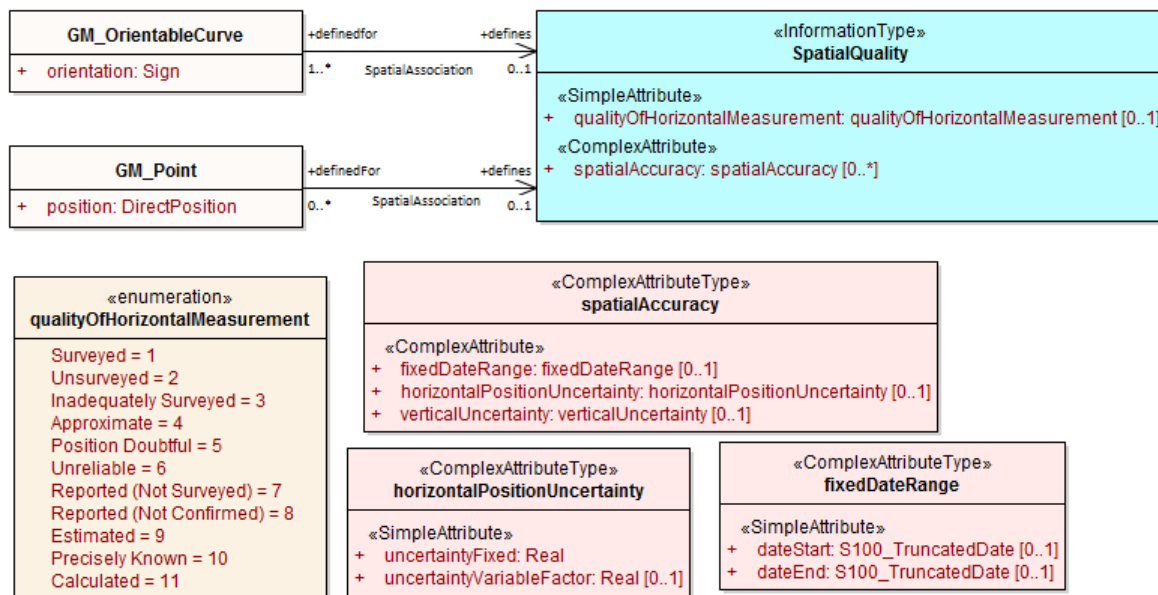 GM_OrientableCurve
+ orientation: Sign
+definedfor
+defines
1..*
SpatialAssociation
0..1
«InformationType»
SpatialQuality
«SimpleAttribute»
+ qualityOfHorizontalMeasurement: qualityOfHorizontalMeasurement [0..1]
«ComplexAttribute»
+ spatialAccuracy: spatialAccuracy [0..*]
GM_Point
+ position: DirectPosition
+definedFor
+defines
0..*
SpatialAssociation
0..1
«enumeration»
qualityOfHorizontalMeasurement
Surveyed = 1
Unsurveyed = 2
Inadequately Surveyed = 3
Approximate = 4
Position Doubtful = 5
Unreliable = 6
Reported (Not Surveyed) = 7
Reported (Not Confirmed) = 8
Estimated = 9
Precisely Known = 10
Calculated = 11
«ComplexAttributeType»
spatialAccuracy
«ComplexAttribute»
+ fixedDateRange: fixedDateRange [0..1]
+ horizontalPositionUncertainty: horizontalPositionUncertainty [0..1]
+ verticalUncertainty: verticalUncertainty [0..1]
«ComplexAttributeType»
horizontalPositionUncertainty
«SimpleAttribute»
+ uncertaintyFixed: Real
+ uncertaintyVariableFactor: Real [0..1]
«ComplexAttributeType»
fixedDateRange
«SimpleAttribute»
+ dateStart: S100_TruncatedDate [0..1]
+ dateEnd: S100_TruncatedDate [0..1]